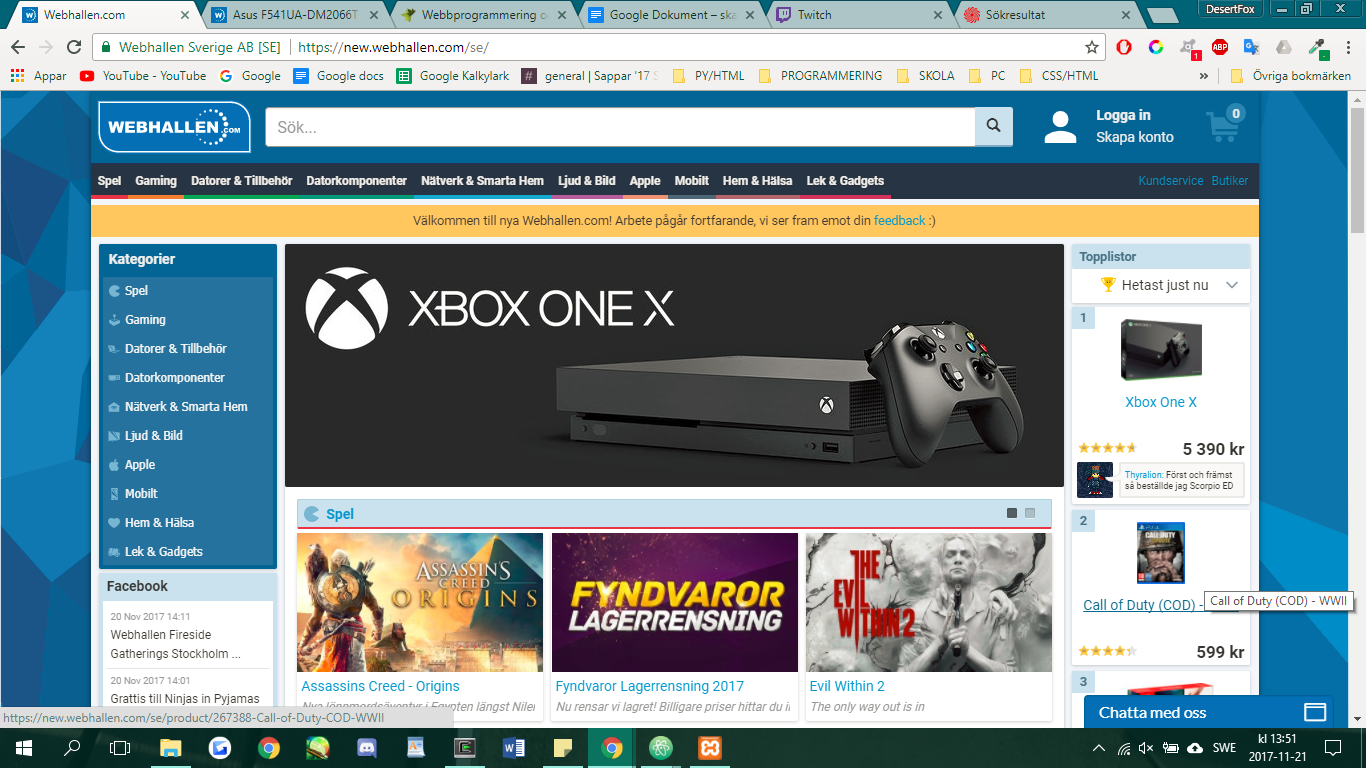 Webhallen.com
Asus F541UA-DM2066T
Webbprogrammering oc
Google Dokument – ska
Twitch
Sökresultat
DesertFox
Webhallen Sverige AB [SE]
https://new.webhallen.com/se/
1
ABP
Appar
YouTube - YouTube
Google
Google docs
Google Kalkylark
general | Sappar '17 S
PY/HTML
PROGRAMMERING
SKOLA
PC
CSS/HTML
»
Övriga bokmärken
WEBHALLEN.COM
Sök...
Logga in
Skapa konto
0
Spel
Gaming
Datorer & Tillbehör
Datorkomponenter
Nätverk & Smarta Hem
Ljud & Bild
Apple
Mobilt
Hem & Hälsa
Lek & Gadgets
Kundservice
Butiker
Välkommen till nya Webhallen.com! Arbete pågår fortfarande, vi ser fram emot din feedback :)
Kategorier
Spel
Gaming
Datorer & Tillbehör
Datorkomponenter
Nätverk & Smarta Hem
Ljud & Bild
Apple
Mobilt
Hem & Hälsa
Lek & Gadgets
Facebook
20 Nov 2017 14:11
Webhallen Fireside
Gatherings Stockholm ...
20 Nov 2017 14:01
Grattis till Ninjas in Pyjamas
XBOX ONE X
Spel
ASSASSIN'S
CREED
ORIGINS
FYNDVAROR
LAGERRENSNING
THE
EVIL
WITHIN 2
Assassins Creed - Origins
Nya lönnmordsäventyr i Egypten längst Nilen
Fyndvaror Lagerrensning 2017
Nu rensar vi lagret! Billigare priser hittar du i
Evil Within 2
The only way out is in
Topplistor
Hetast just nu
1
Xbox One X
5 390 kr
Thyralion: Först och främst
så beställde jag Scorpio ED
2
CALL OF DUTY
Call of Duty (COD) -
Call of Duty (COD) - WWII
599 kr
3
Chatta med oss
https://new.webhallen.com/se/product/267388-Call-of-Duty-COD-WWII
SWE
kl 13:51
2017-11-21